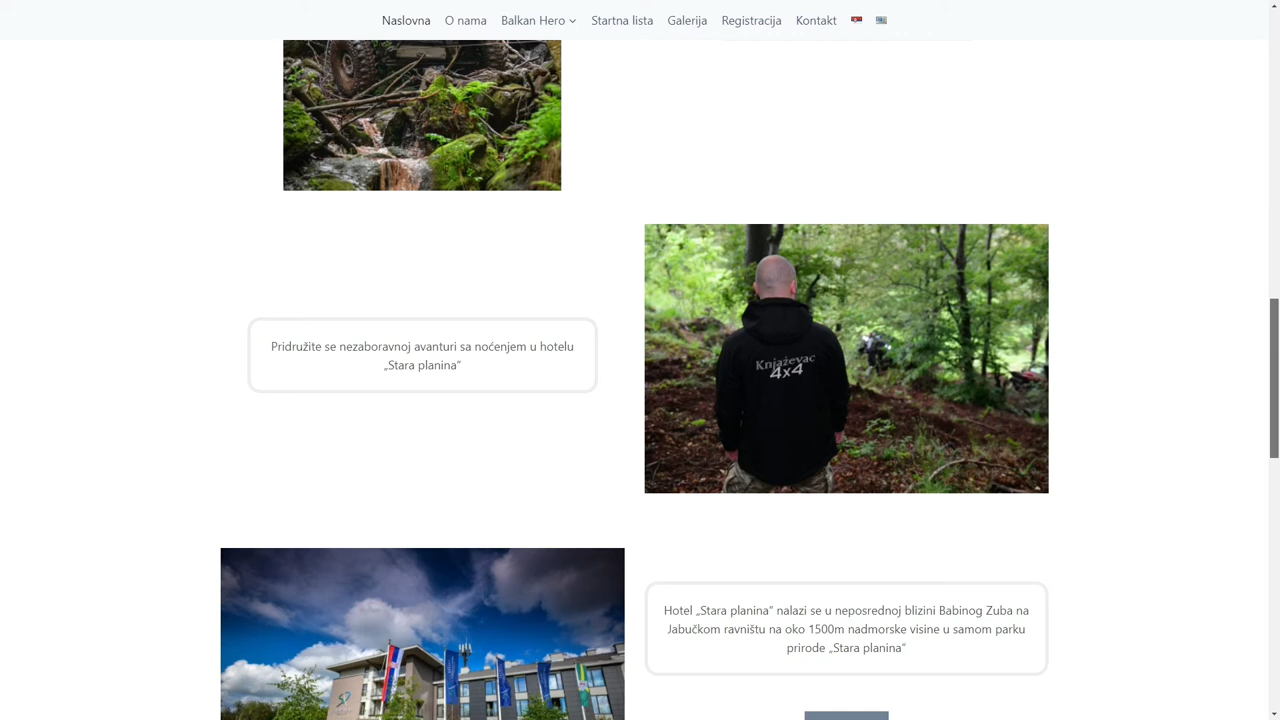 Naslovna O nama Balkan Hero Startna lista Galerija Registracija Kontakt
Knjaževac
4x4
Pridružite se nezaboravnoj avanturi sa noćenjem u hotelu
„Stara planina“
Hotel „Stara planina“ nalazi se u neposrednoj blizini Babinog Zuba na
Jabučkom ravništu na oko 1500m nadmorske visine u samom parku
prirode „Stara planina“